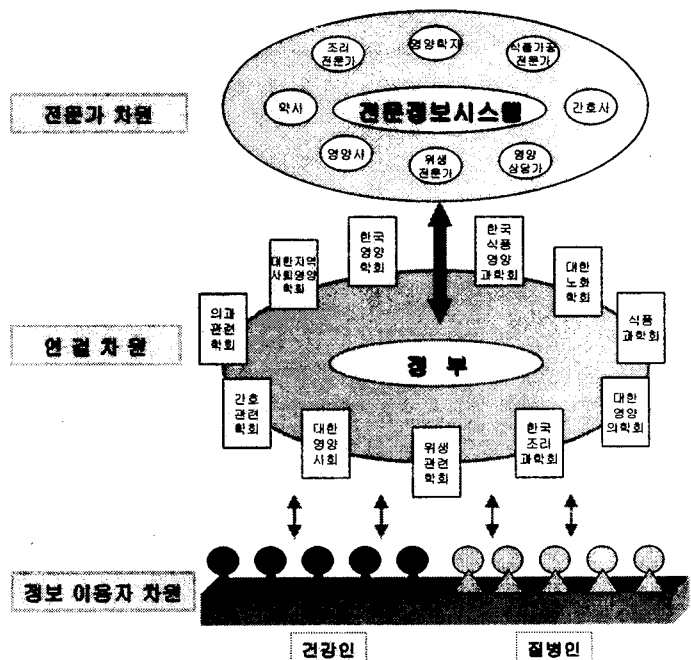 조리
전문가
영양학자
식품가공
전문가
전문가 차원
약사
전문정보시스템
간호사
영양사
위생
전문가
영양
상담가
대한지역
사회영양
학회
한국
영양
학회
한국
식품
영양
과학회
대한
노화
학회
의과
관련
학회
식품
과학회
연결 차원
정 부
간호
관련
학회
대한
영양
사회
위생
관련
학회
한국
조리
과학회
대한
영양
의학회
정보 이용자 차원
건강인
질병인